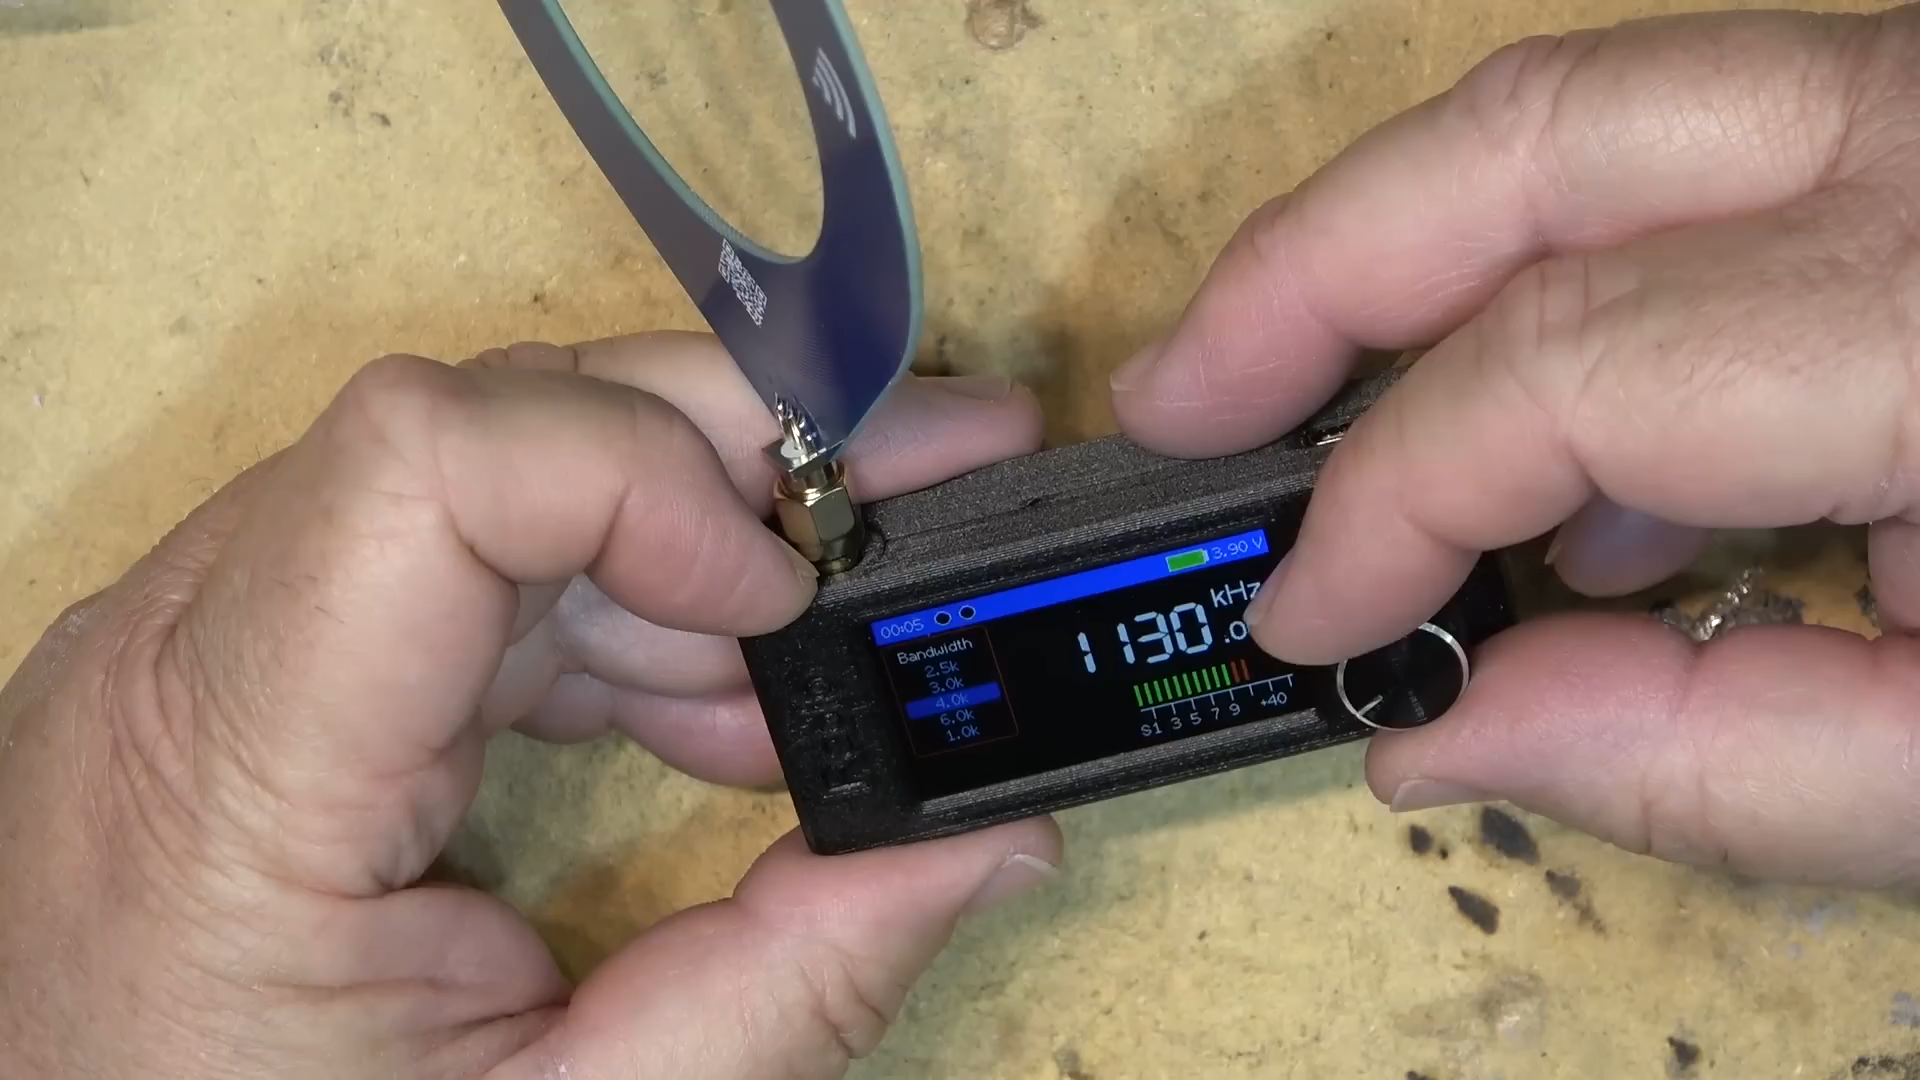 3.90 V
00:05
kHz
1130
.0
Bandwidth
2.5k
3.0k
4.0k
6.0k
1.0k
S1 3 5 7 9 +40